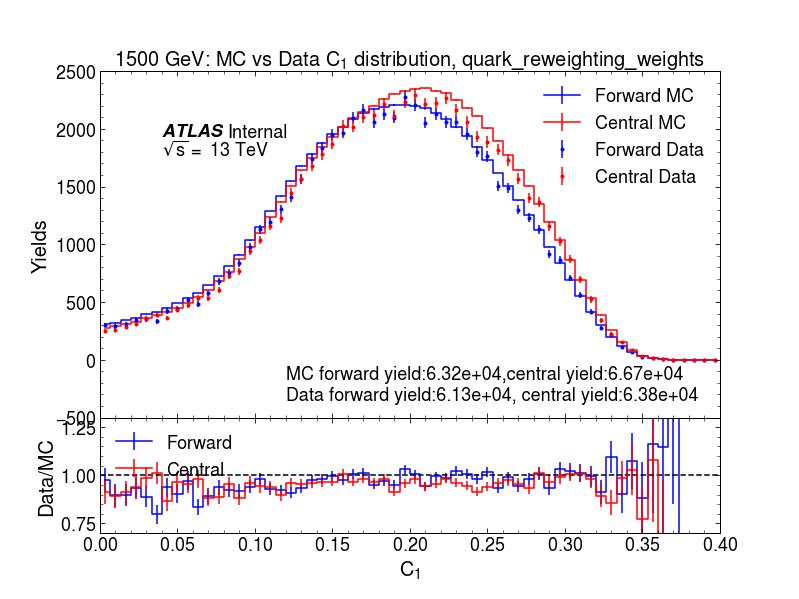 1500 GeV: MC vs Data C₁ distribution, quark_reweighting_weights
2500
2000
1500
1000
500
0
−500
Yields
ATLAS Internal
√s = 13 TeV
Forward MC
Central MC
Forward Data
Central Data
MC forward yield:6.32e+04,central yield:6.67e+04
Data forward yield:6.13e+04, central yield:6.38e+04
1.25
1.00
0.75
Data/MC
Forward
Central
0.00 0.05 0.10 0.15 0.20 0.25 0.30 0.35 0.40
C₁